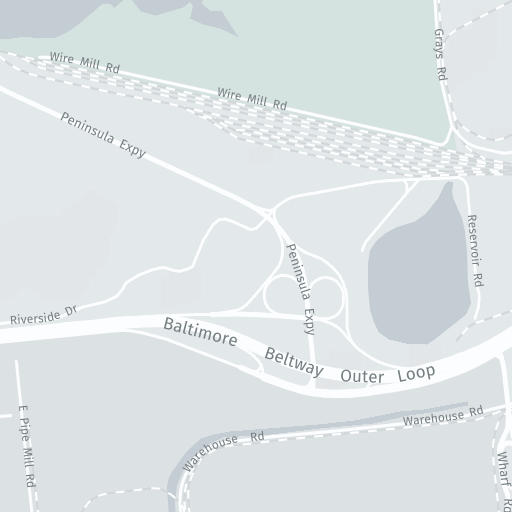 Wire Mill Rd
Grays Rd
Wire Mill Rd
Peninsula Expy
Reservoir Rd
Peninsula Expy
Riverside Dr
Baltimore Beltway Outer Loop
E Pipe Mill Rd
Warehouse Rd
Warehouse Rd
Wharf Rd